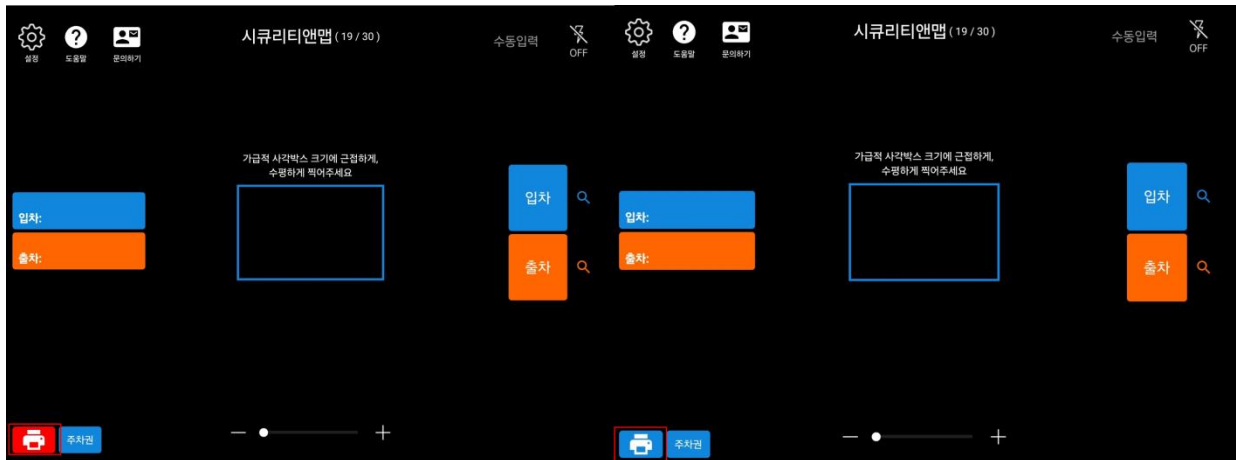 시큐리티앤맵 (19 / 30)
수동입력
OFF
설정
도움말
문의하기
가급적 사각박스 크기에 근접하게,
수평하게 찍어주세요
입차:
출차:
입차
출차
주차권
시큐리티앤맵 (19 / 30)
수동입력
OFF
설정
도움말
문의하기
가급적 사각박스 크기에 근접하게,
수평하게 찍어주세요
입차:
출차:
입차
출차
주차권